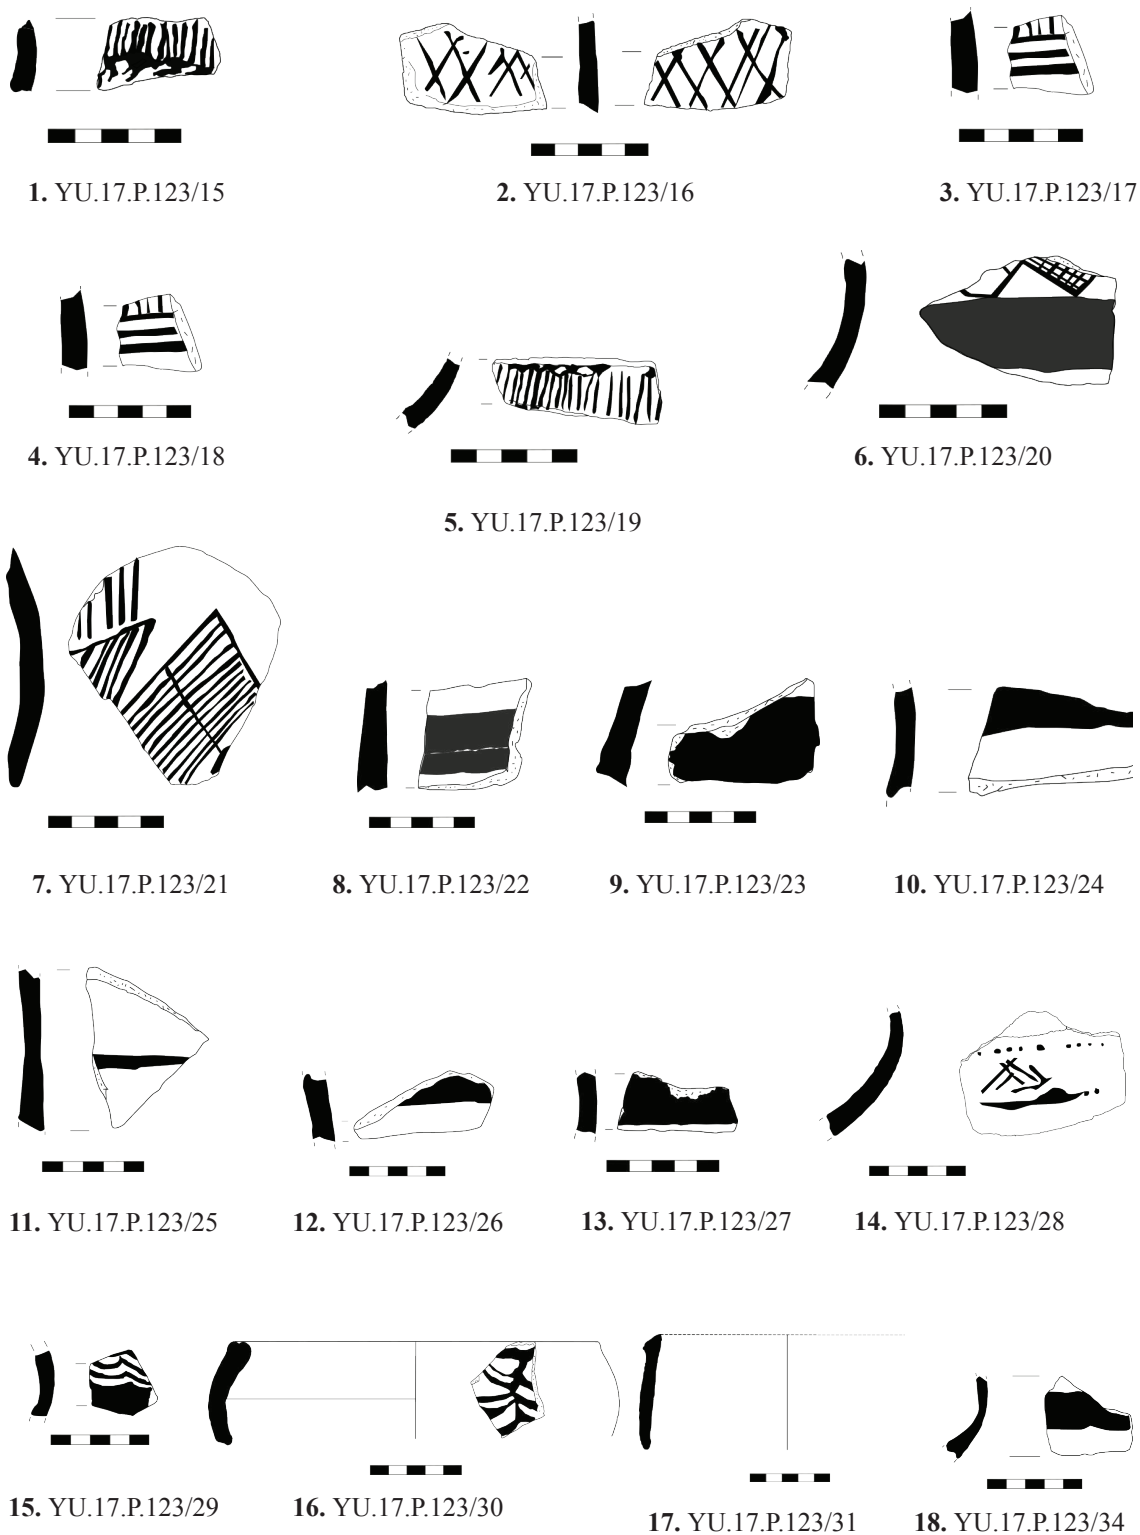 1. YU.17.P.123/15
2. YU.17.P.123/16
3. YU.17.P.123/17
4. YU.17.P.123/18
5. YU.17.P.123/19
6. YU.17.P.123/20
7. YU.17.P.123/21
8. YU.17.P.123/22
9. YU.17.P.123/23
10. YU.17.P.123/24
11. YU.17.P.123/25
12. YU.17.P.123/26
13. YU.17.P.123/27
14. YU.17.P.123/28
15. YU.17.P.123/29
16. YU.17.P.123/30
17. YU.17.P.123/31
18. YU.17.P.123/34